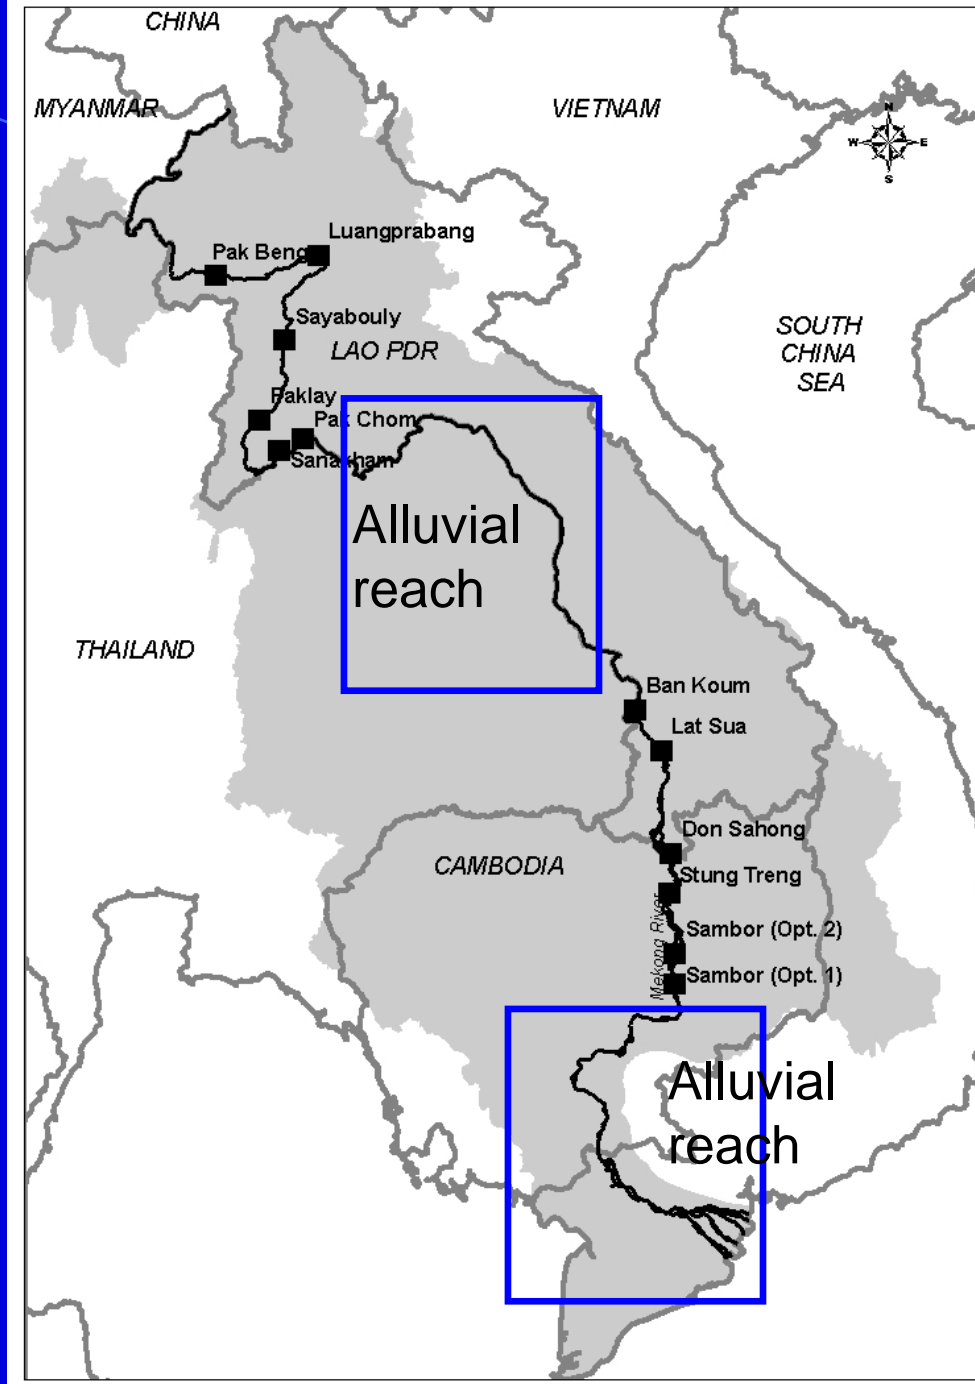 CHINA
MYANMAR
VIETNAM
N
W
E
S
Luangprabang
Pak Beng
Sayabouly
LAO PDR
SOUTH
CHINA
SEA
Paklay
Pak Chom
Sanakham
Alluvial
reach
THAILAND
Ban Koum
Lat Sua
Don Sahong
CAMBODIA
Stung Treng
Mekong River
Sambor (Opt. 2)
Sambor (Opt. 1)
Alluvial
reach